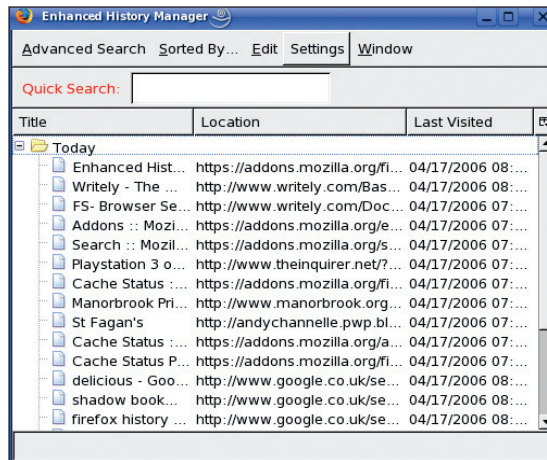 Enhanced History Manager
Advanced Search Sorted By... Edit Settings Window
Quick Search:
Title Location Last Visited
Today
Enhanced Hist... https://addons.mozilla.org/fi... 04/17/2006 08:...
Writely - The ... http://www.writely.com/Bas... 04/17/2006 08:...
FS- Browser Se... http://www.writely.com/Doc... 04/17/2006 07:...
Addons :: Mozi... https://addons.mozilla.org/e... 04/17/2006 07:...
Search :: Mozil... https://addons.mozilla.org/s... 04/17/2006 07:...
Playstation 3 o... http://www.theinquirer.net/?... 04/17/2006 07:...
Cache Status :... https://addons.mozilla.org/fi... 04/17/2006 07:...
Manorbrook Pri... http://www.manorbrook.org... 04/17/2006 07:...
St Fagan's http://andychannelle.pwp.bl... 04/17/2006 07:...
Cache Status :... https://addons.mozilla.org/a... 04/17/2006 07:...
Cache Status P... https://addons.mozilla.org/fi... 04/17/2006 07:...
delicious - Goo... http://www.google.co.uk/se... 04/17/2006 08:...
shadow book... http://www.google.co.uk/se... 04/17/2006 08:...
firefox history ... http://www.google.co.uk/se... 04/17/2006 08:...